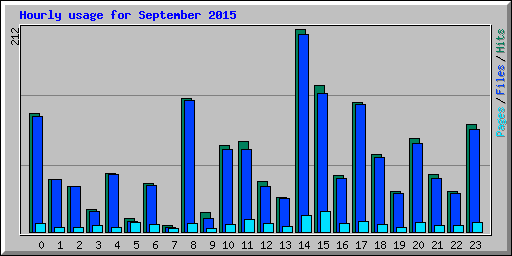 Hourly usage for September 2015
212
Pages/Files/Hits
0 1 2 3 4 5 6 7 8 9 10 11 12 13 14 15 16 17 18 19 20 21 22 23